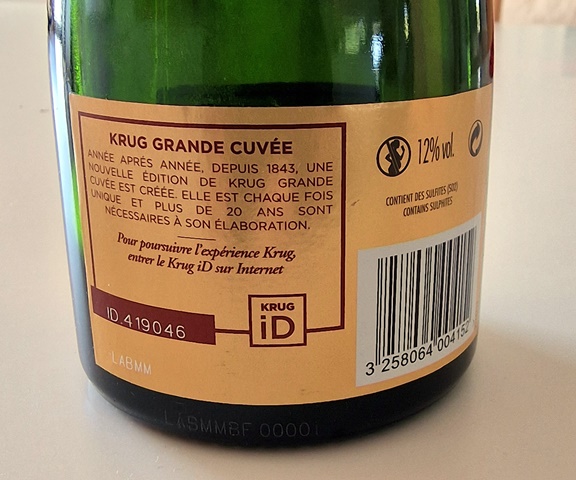 KRUG GRANDE CUVÉE
ANNÉE APRÈS ANNÉE, DEPUIS 1843, UNE
NOUVELLE ÉDITION DE KRUG GRANDE
CUVÉE EST CRÉÉE. ELLE EST CHAQUE FOIS
UNIQUE ET PLUS DE 20 ANS SONT
NÉCESSAIRES À SON ÉLABORATION.
Pour poursuivre l'expérience Krug,
entrer le Krug iD sur Internet
ID.419046
KRUG
iD
LABMM
12% vol.
CONTIENT DES SULFITES (SO2)
CONTAINS SULPHITES
3 258064 004152